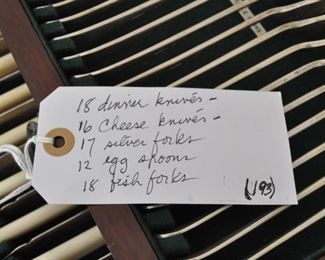 18 dinner knives -
16 Cheese knives -
17 silver forks
12 egg spoons
18 fish forks
(193)